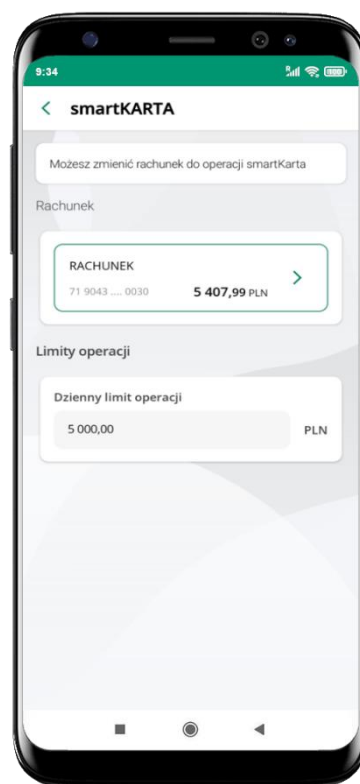 9:34
smartKARTA
Możesz zmienić rachunek do operacji smartKarta
Rachunek
RACHUNEK
71 9043 .... 0030 5 407,99 PLN
Limity operacji
Dzienny limit operacji
5 000,00 PLN